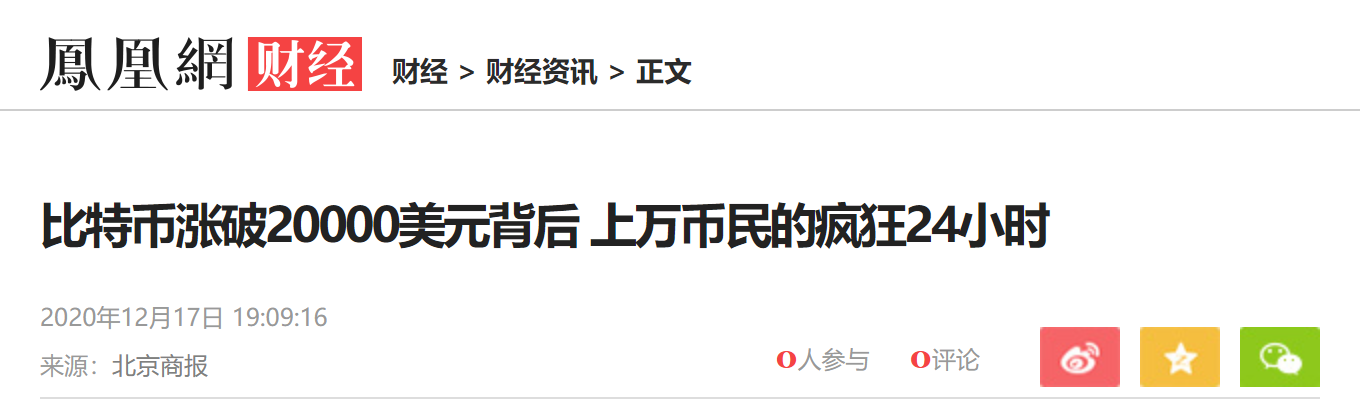 鳳凰網 财经 财经 > 财经资讯 > 正文
比特币涨破20000美元背后 上万币民的疯狂24小时
2020年12月17日 19:09:16
来源：北京商报 0人参与 0评论